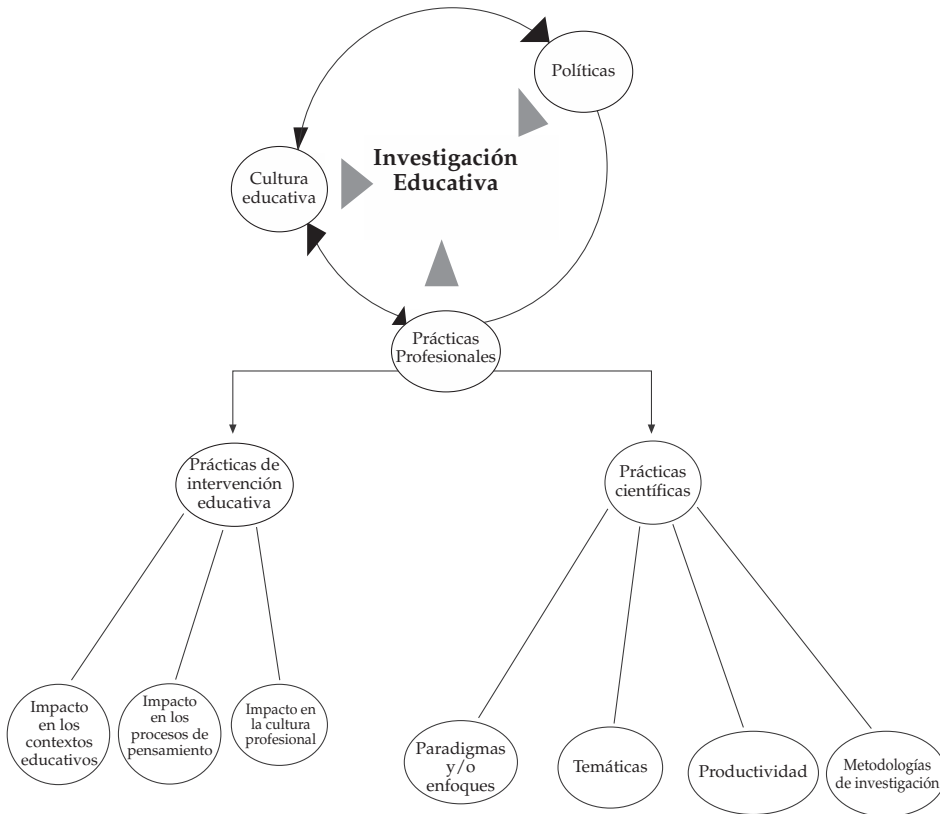 Políticas
Investigación
Educativa
Cultura
educativa
Prácticas
Profesionales
Prácticas de
intervención
educativa
Prácticas
científicas
Impacto
en los
contextos
educativos
Impacto
en los
procesos de
pensamiento
Impacto en
la cultura
profesional
Paradigmas
y/o
enfoques
Temáticas
Productividad
Metodologías
de investigación